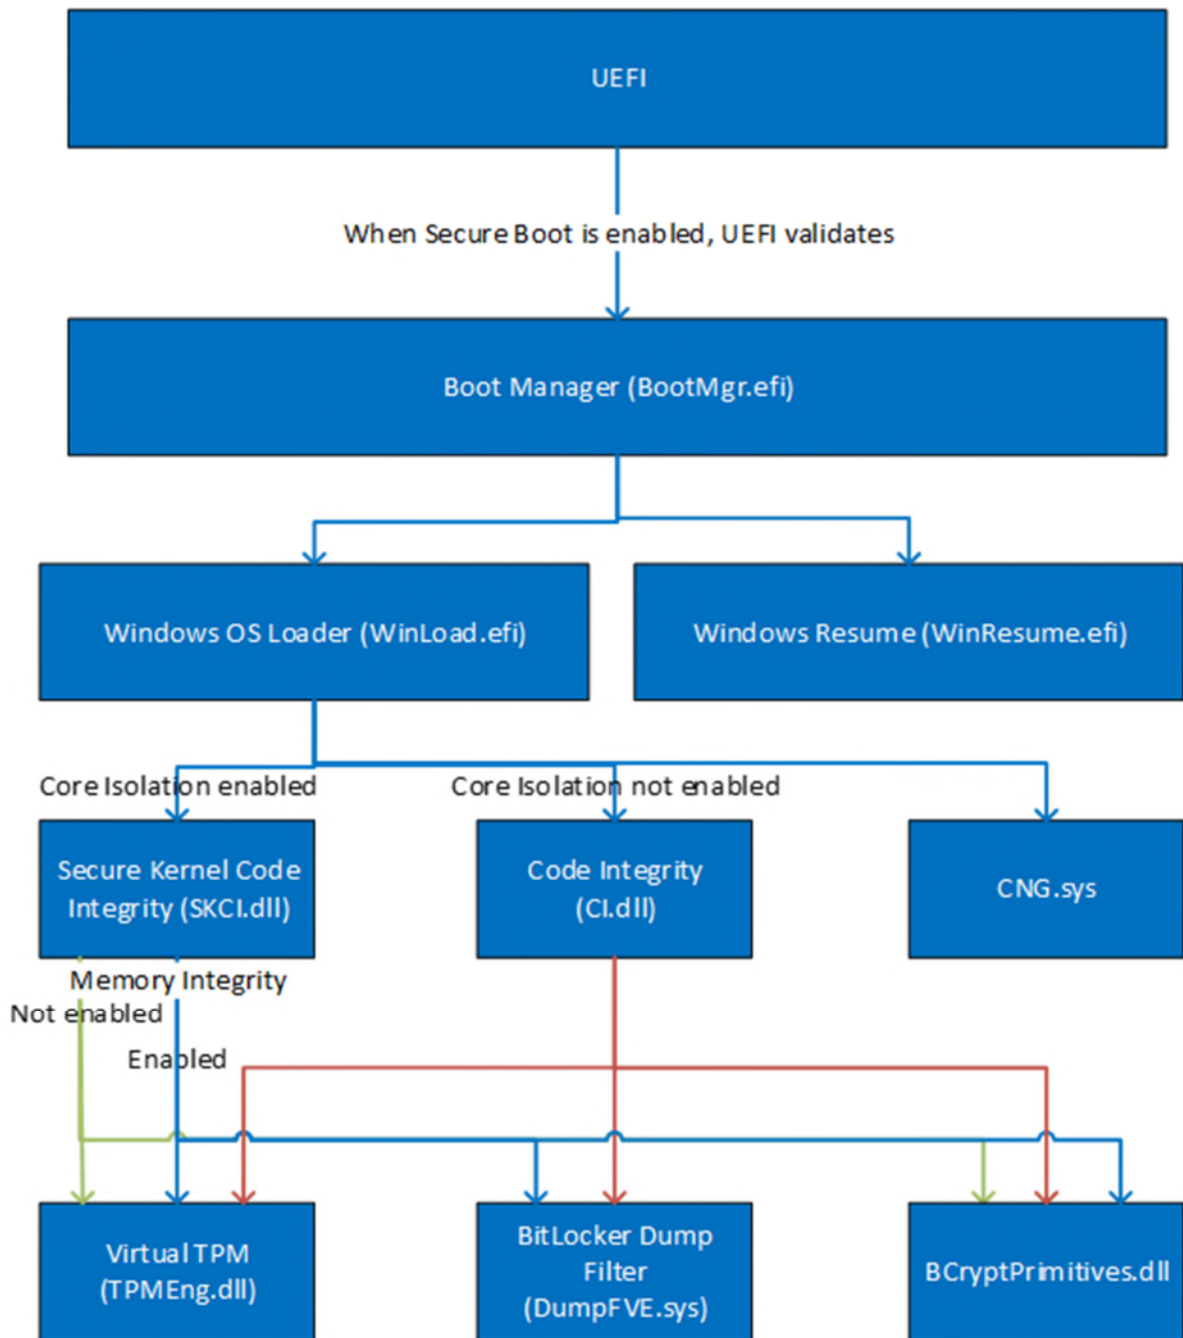 UEFI
When Secure Boot is enabled, UEFI validates
Boot Manager (BootMgr.efi)
Windows OS Loader (WinLoad.efi)
Windows Resume (WinResume.efi)
Core Isolation enabled
Core Isolation not enabled
Secure Kernel Code
Integrity (SKCI.dll)
Code Integrity
(CI.dll)
CNG.sys
Memory Integrity
Not enabled
Enabled
Virtual TPM
(TPMEng.dll)
BitLocker Dump
Filter
(DumpFVE.sys)
BCryptPrimitives.dll